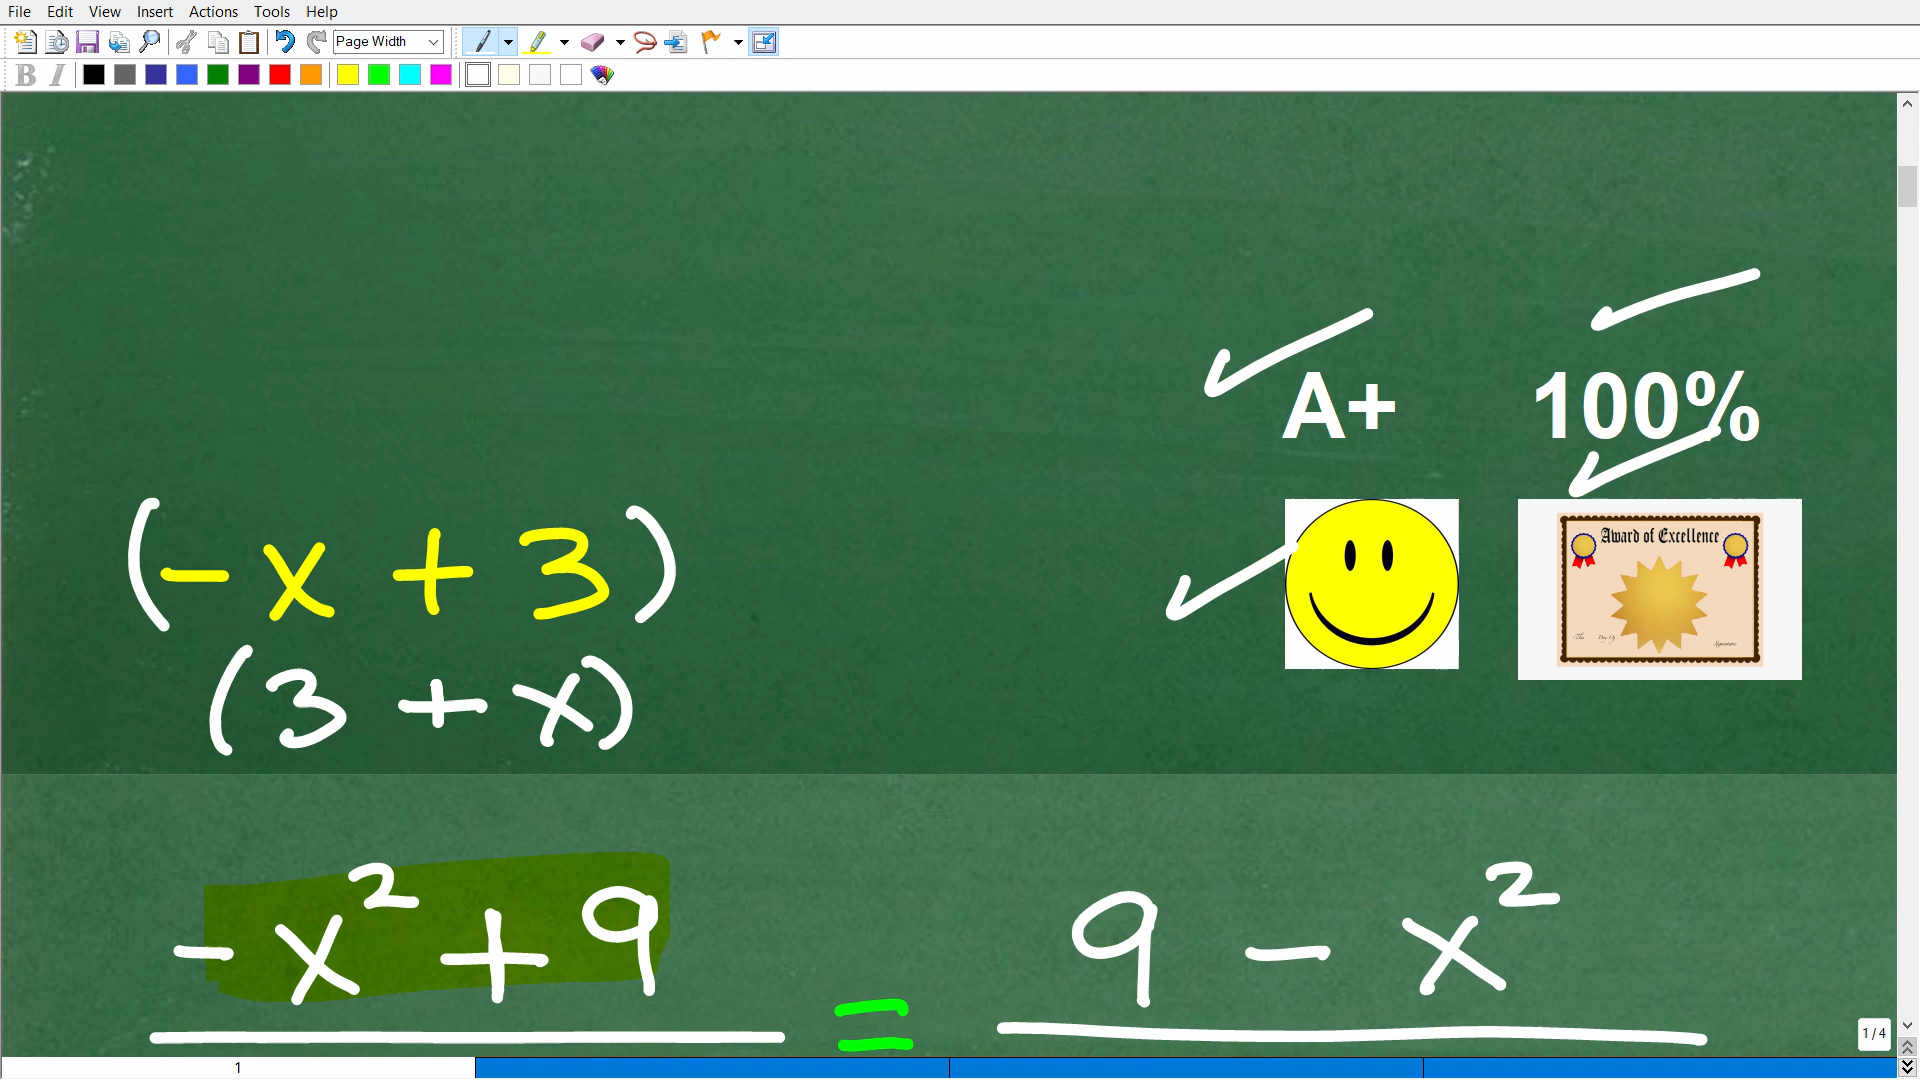 File Edit View Insert Actions Tools Help
Page Width
B I
A+ 100%
Award of Excellence
(-x + 3)
(3 + x)
-x² + 9 = 9 - x²
1 / 4
1